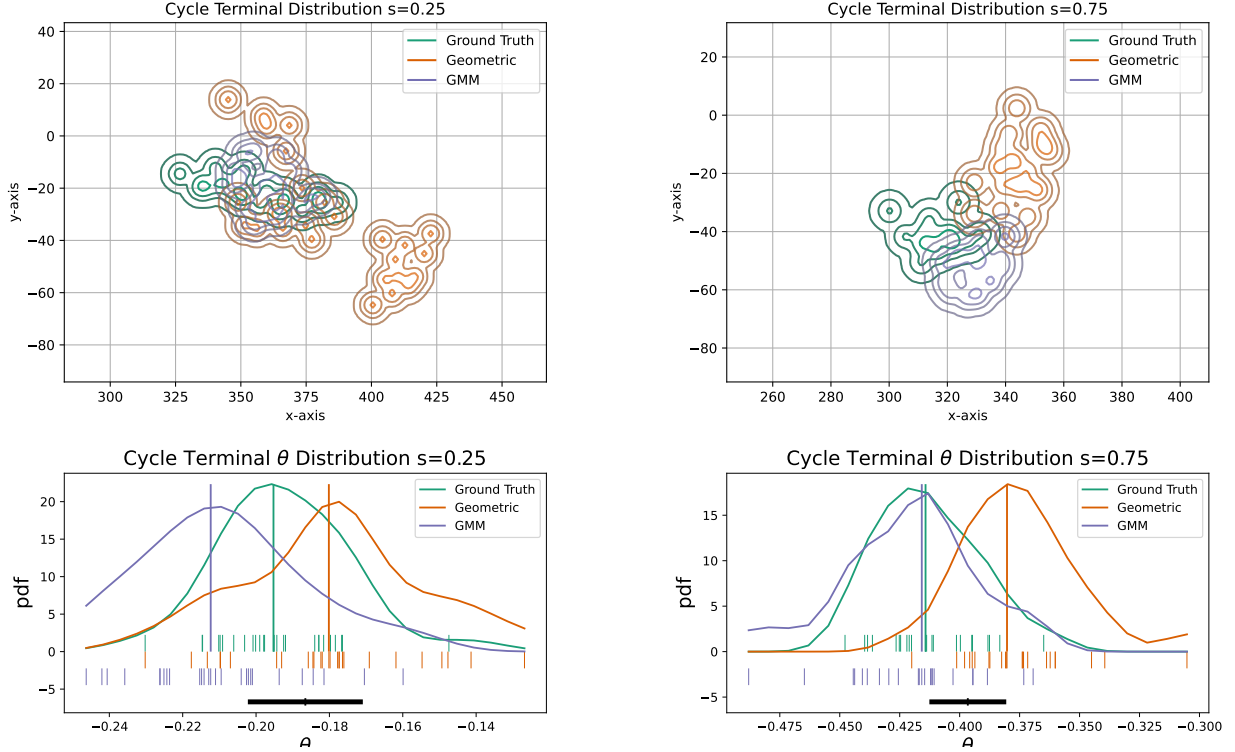 Cycle Terminal Distribution s=0.25
y-axis
40
20
0
−20
−40
−60
−80
Ground Truth
Geometric
GMM
300 325 350 375 400 425 450
x-axis
Cycle Terminal Distribution s=0.75
y-axis
20
0
−20
−40
−60
−80
Ground Truth
Geometric
GMM
260 280 300 320 340 360 380 400
x-axis
Cycle Terminal θ Distribution s=0.25
pdf
20
15
10
5
0
−5
Ground Truth
Geometric
GMM
−0.24 −0.22 −0.20 −0.18 −0.16 −0.14
θ
Cycle Terminal θ Distribution s=0.75
pdf
15
10
5
0
−5
Ground Truth
Geometric
GMM
−0.475 −0.450 −0.425 −0.400 −0.375 −0.350 −0.325 −0.300
θ